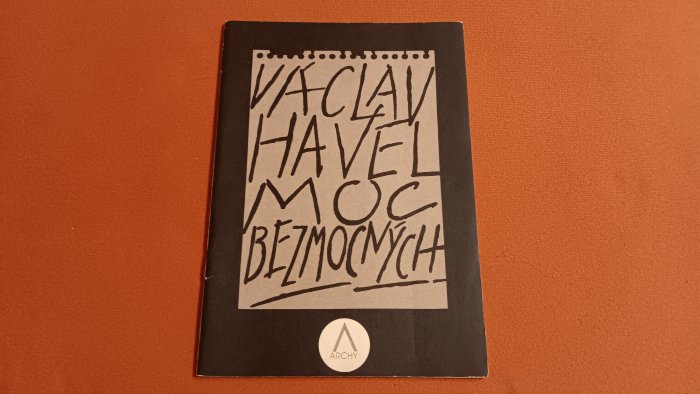 VÁCLAV
HAVEL
MOC
BEZMOCNÝCH
ARCHY